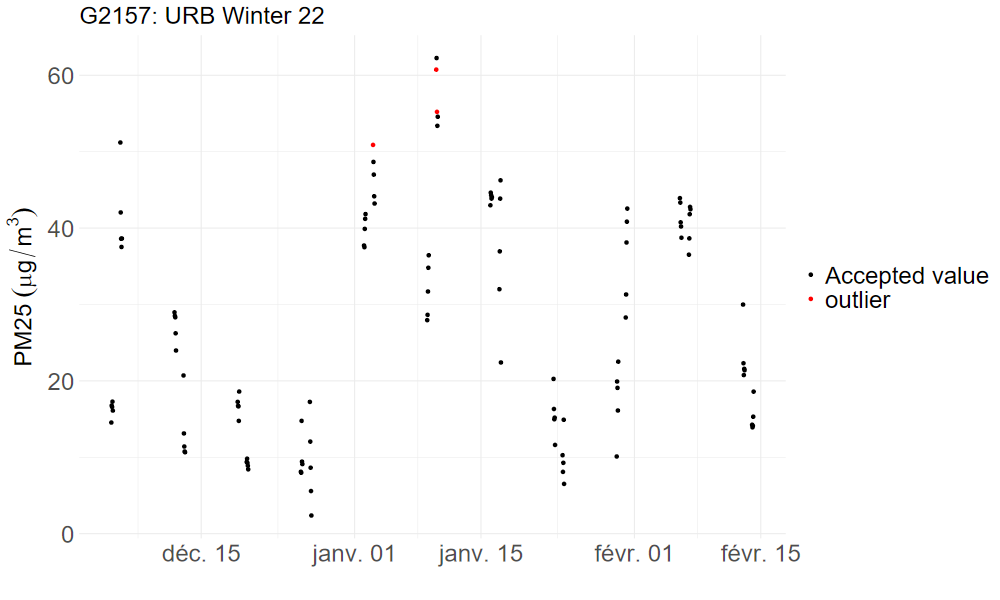 G2157: URB Winter 22
PM25 (μg/m³)
60
40
20
0
déc. 15
janv. 01
janv. 15
févr. 01
févr. 15
Accepted value
outlier